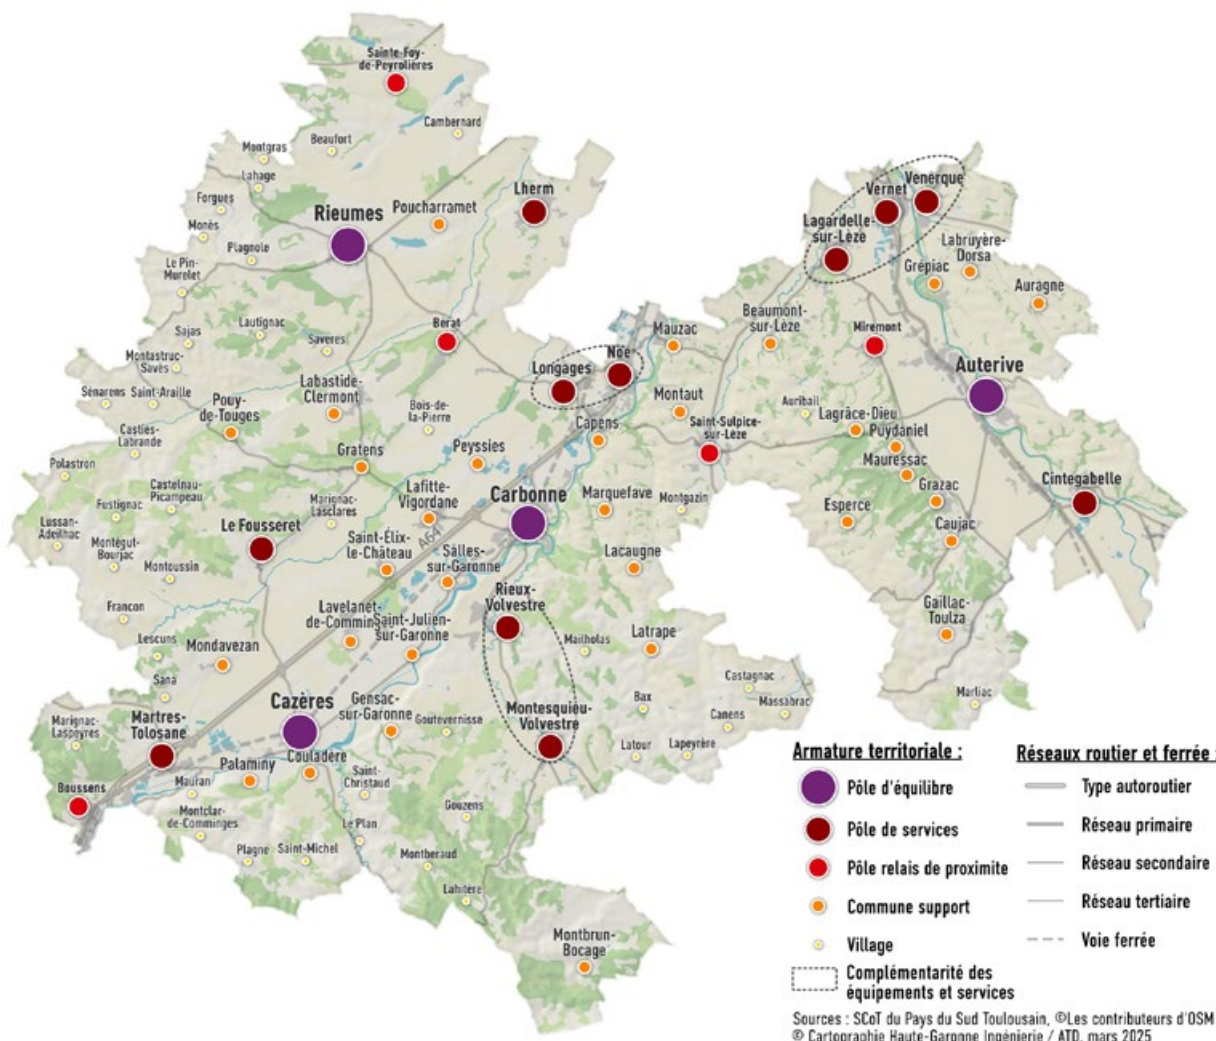 Sainte-Foy-
de-Peyrolières
Cambernard
Beaufort
Montgras
Lahage
Forgues
Monès
Plagnole
Le Pin-
Murelet
Rieumes
Poucharramet
Lherm
Venerque
Vernet
Lagardelle-
sur-Lèze
Labruyère-
Dorsa
Grépiac
Auragne
Beaumont-
sur-Lèze
Miremont
Mauzac
Noé
Longages
Bérat
Sajas
Lautignac
Savères
Montastruc-
Savès
Sénarens
Saint-Araille
Pouy-
de-Touges
Labastide-
Clermont
Bois-de-
la-Pierre
Casties-
Labrande
Polastron
Gratens
Peyssies
Capens
Montaut
Saint-Sulpice-
sur-Lèze
Auribail
Lagrâce-Dieu
Puydaniel
Mauressac
Grazac
Auterive
Cintegabelle
Esperce
Caujac
Gaillac-
Toulza
Marliac
Castelnau-
Picampeau
Fustignac
Lussan-
Adeilhac
Montégut-
Bourjac
Montoussin
Francon
Lescuns
Marignac-
Lasclares
Le Fousseret
Lafitte-
Vigordane
A64
Carbonne
Marquefave
Montgazin
Saint-Élix-
le-Château
Salles-
sur-Garonne
Lacaugne
Rieux-
Volvestre
Mailholas
Latrape
Lavelanet-
de-Comminges
Saint-Julien-
sur-Garonne
Mondavezan
Sana
Castagnac
Massabrac
Bax
Canens
Latour
Lapeyrère
Montesquieu-
Volvestre
Goutevernisse
Gensac-
sur-Garonne
Cazères
Couladère
Palaminy
Martres-
Tolosane
Marignac-
Laspeyres
Boussens
Mauran
Montclar-
de-Comminges
Plagne
Saint-Michel
Saint-
Christaud
Le Plan
Gouzens
Montberaud
Lahitère
Montbrun-
Bocage
Armature territoriale :
Pôle d'équilibre
Pôle de services
Pôle relais de proximite
Commune support
Village
Complémentarité des
équipements et services
Réseaux routier et ferrée :
Type autoroutier
Réseau primaire
Réseau secondaire
Réseau tertiaire
Voie ferrée
Sources : SCoT du Pays du Sud Toulousain, ©Les contributeurs d'OSM
© Cartographie Haute-Garonne Ingénierie / ATD, mars 2025